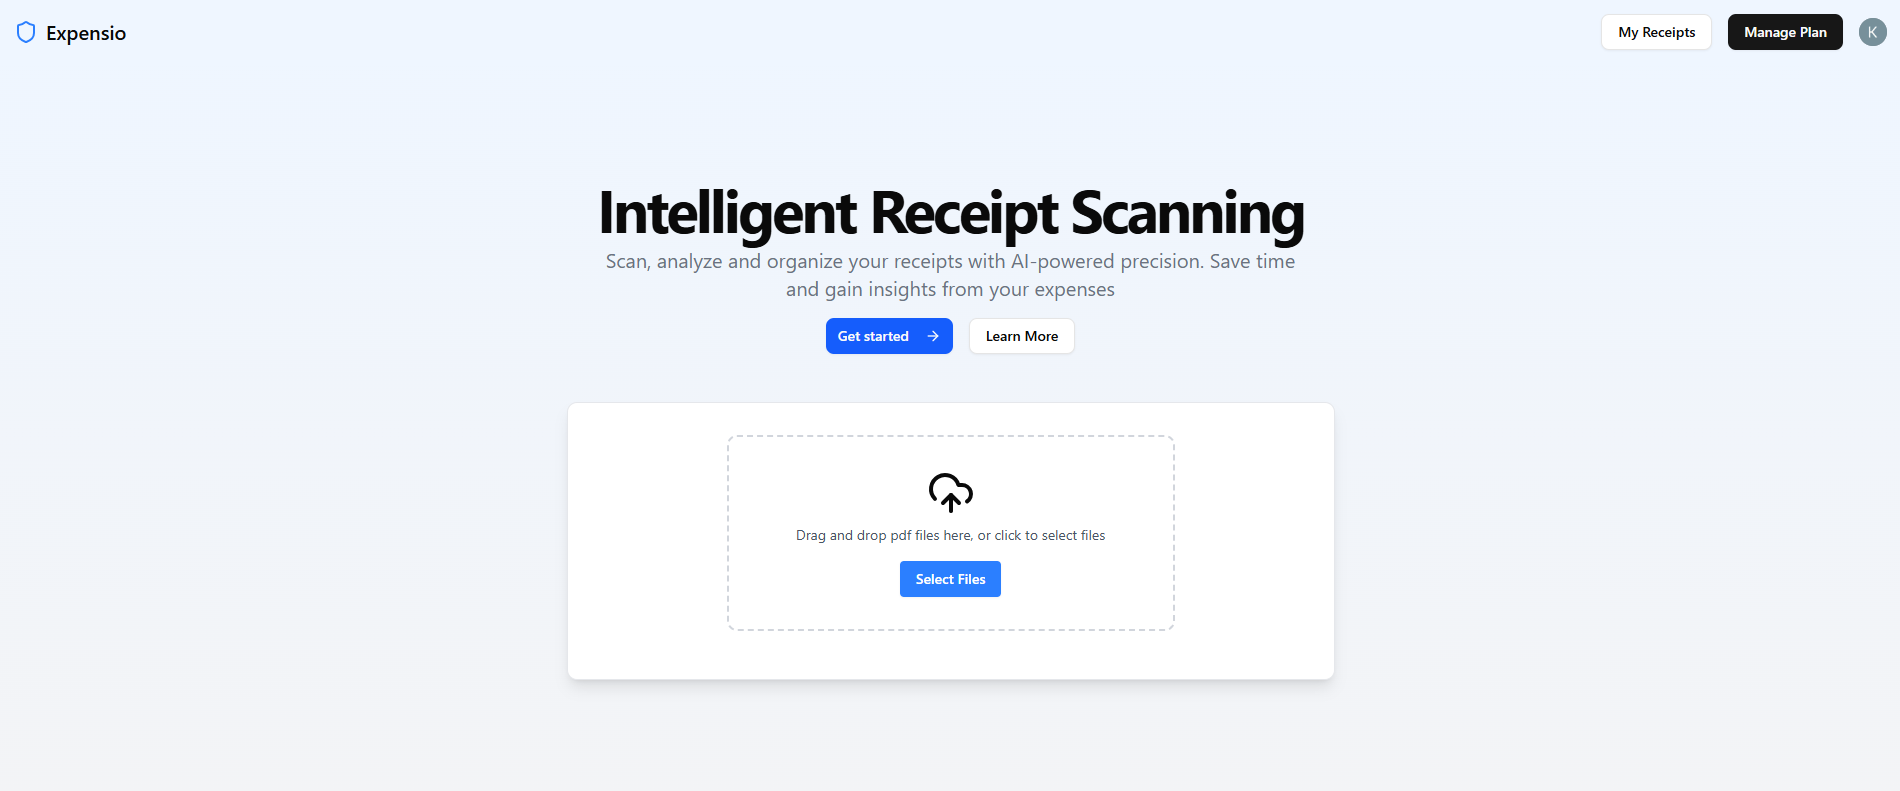 Expensio
My Receipts
Manage Plan
K
Intelligent Receipt Scanning
Scan, analyze and organize your receipts with AI-powered precision. Save time
and gain insights from your expenses
Get started
Learn More
Drag and drop pdf files here, or click to select files
Select Files